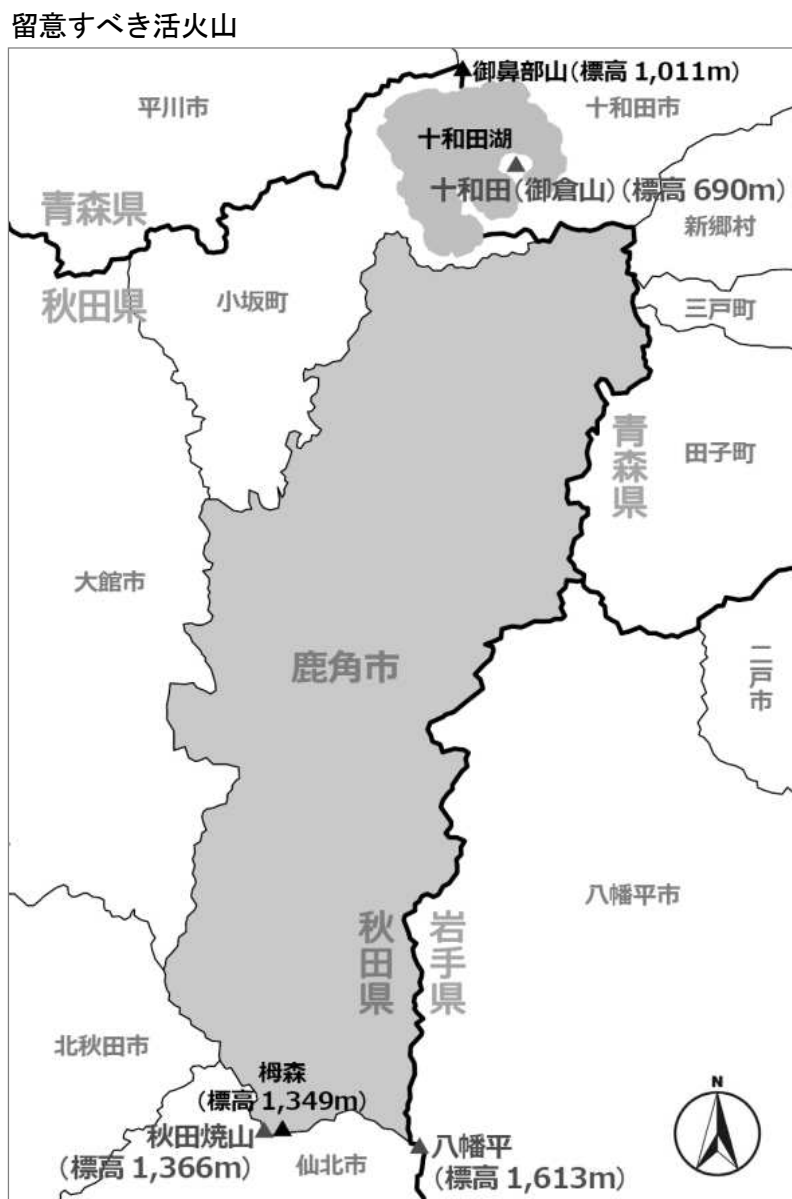 留意すべき活火山
御鼻部山(標高 1,011m)
平川市
十和田市
十和田湖
十和田(御倉山)(標高 690m)
青森県
新郷村
秋田県
小坂町
三戸町
青森県
田子町
大館市
鹿角市
二戸市
八幡平市
秋田県
岩手県
北秋田市
栂森
(標高 1,349m)
N
秋田焼山
(標高 1,366m)
仙北市
八幡平
(標高 1,613m)